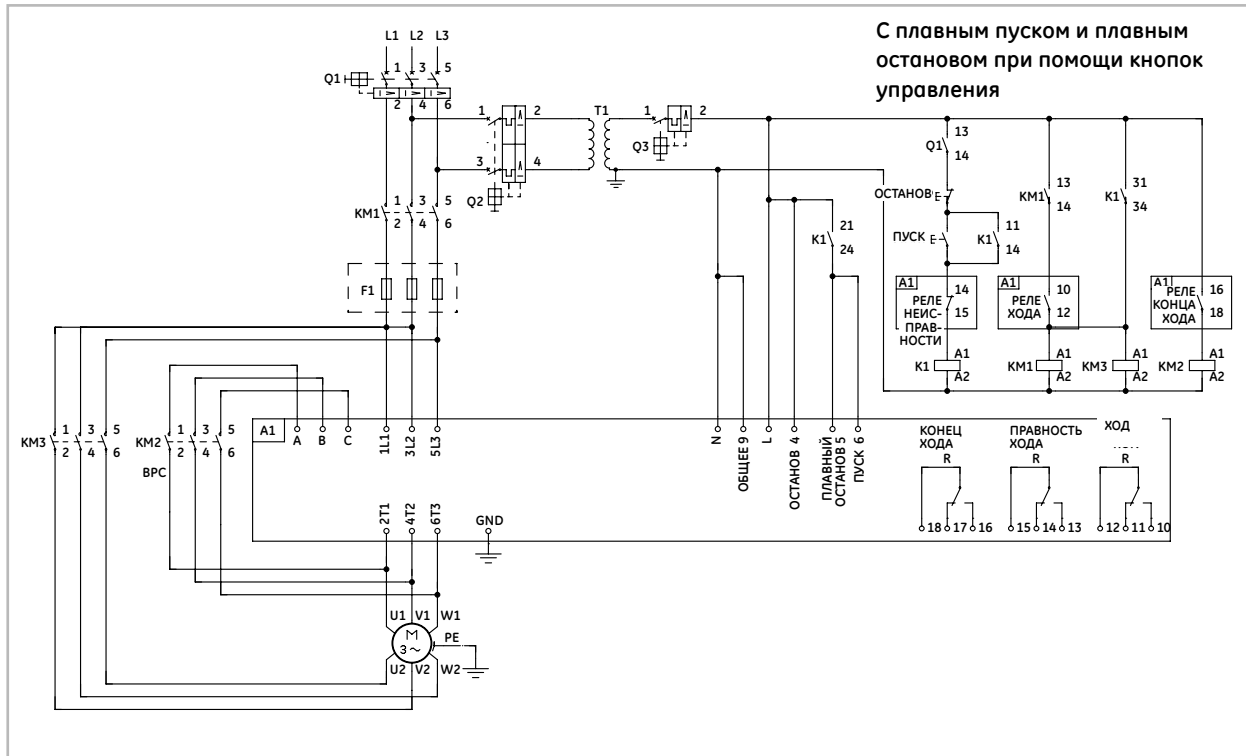 С плавным пуском и плавным
остановом при помощи кнопок
управления
L1 L2 L3
Q1 1 3 5
2 4 6
1 2 T1 1 2
3 4 Q3
Q2
KM1 1 3 5
2 4 6
F1
13
Q1 14
ОСТАНОВ E
ПУСК E K1 11
14
K1 21
24
KM1 13
14
K1 31
34
A1 14
РЕЛЕ 15
НЕИС-
ПРАВ-
НОСТИ
A1 10
РЕЛЕ 12
ХОДА
A1 РЕЛЕ 16
КОНЦА 18
ХОДА
K1 A1
A2
KM1 A1
A2
KM3 A1
A2
KM2 A1
A2
KM3 1 3 5
2 4 6
KM2 1 3 5
2 4 6
BPC
A1 A B C 1L1 3L2 5L3
N
ОБЩЕЕ 9
L
ОСТАНОВ 4
ПЛАВНЫЙ
ОСТАНОВ 5
ПУСК 6
КОНЕЦ
ХОДА
R
18 17 16
ПРАВНОСТЬ
ХОДА
R
15 14 13
ХОД
R
12 11 10
2T1 4T2 6T3 GND
U1 V1 W1
M
3 ~
PE
U2 V2 W2